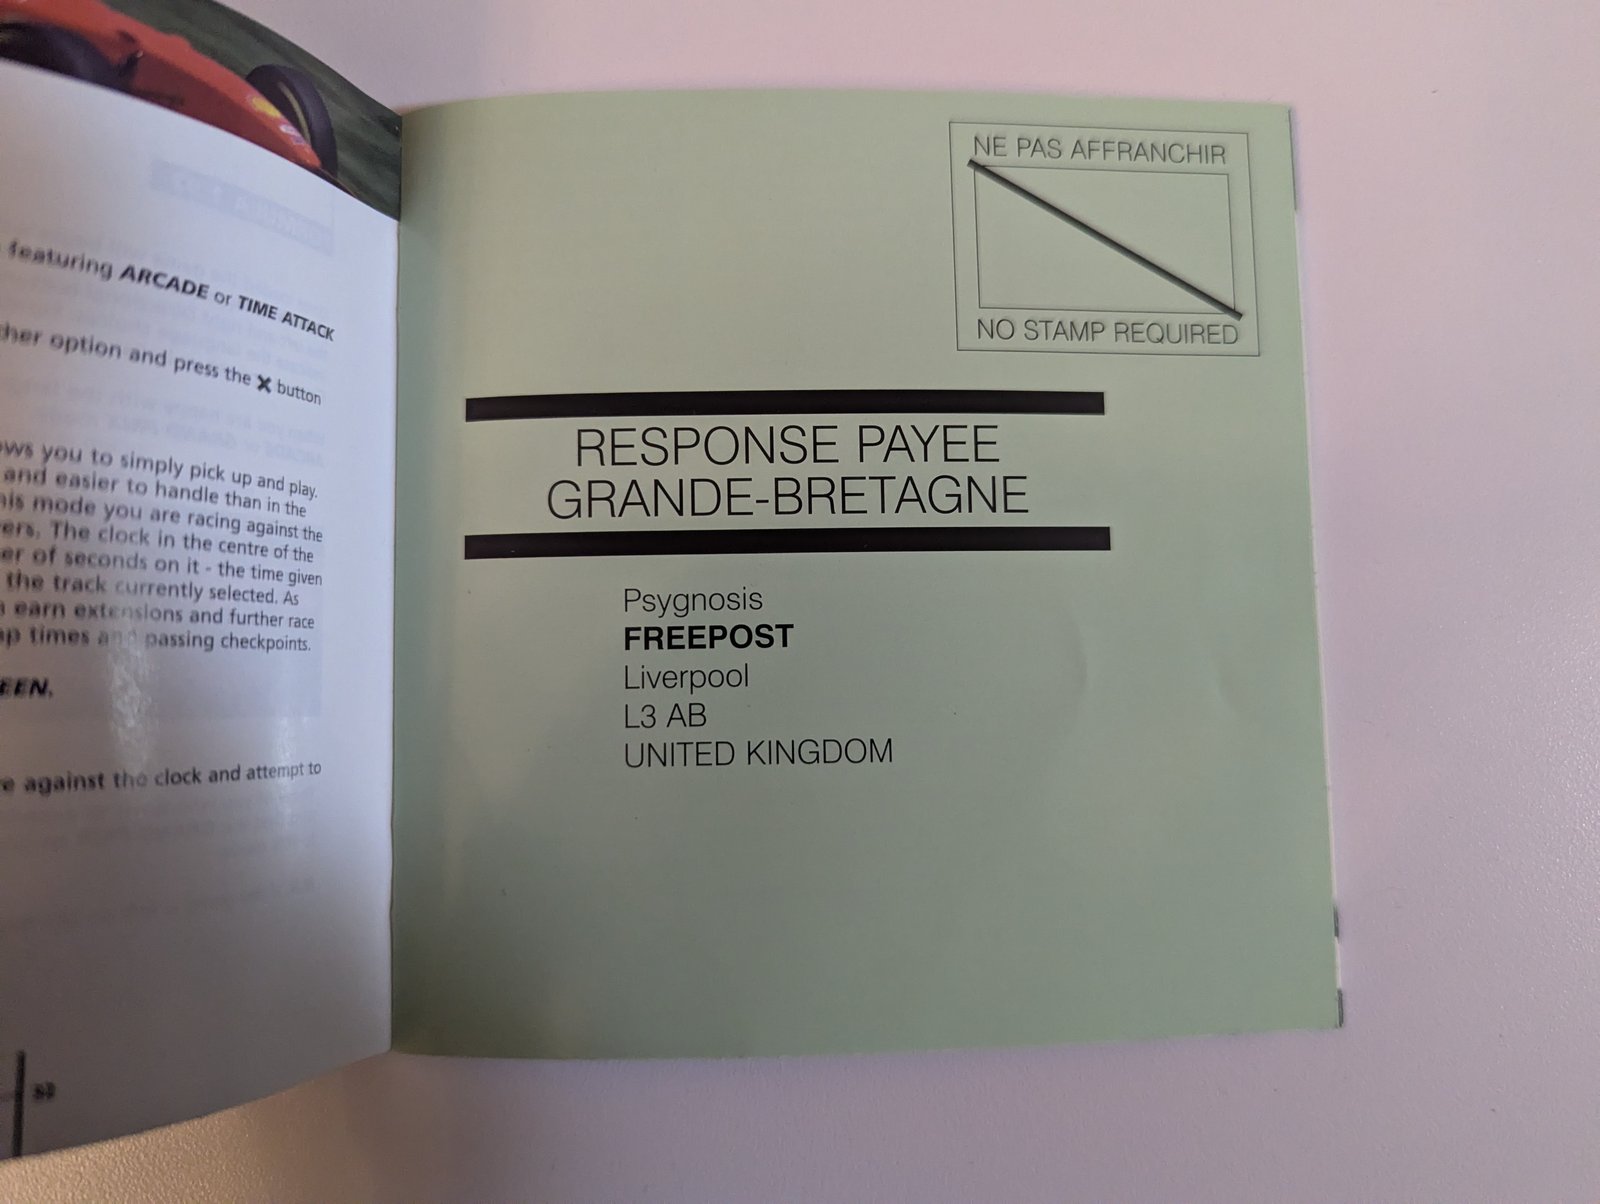 featuring ARCADE or TIME ATTACK
her option and press the X button
ows you to simply pick up and play.
and easier to handle than in the
his mode you are racing against the
ers. The clock in the centre of the
er of seconds on it - the time given
the track currently selected. As
earn extensions and further race
ap times and passing checkpoints.
EEN.
e against the clock and attempt to
NE PAS AFFRANCHIR
NO STAMP REQUIRED
RESPONSE PAYEE
GRANDE-BRETAGNE
Psygnosis
FREEPOST
Liverpool
L3 AB
UNITED KINGDOM